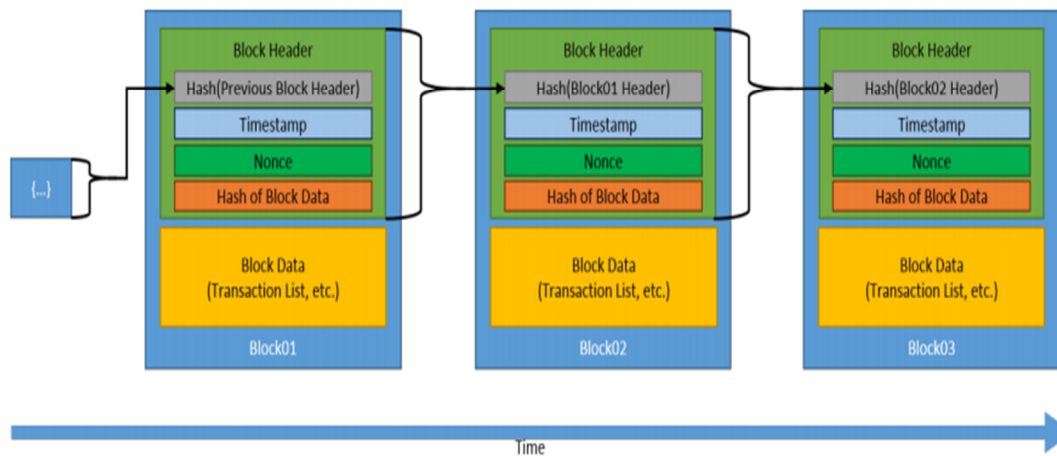 {...}
Block Header
Hash(Previous Block Header)
Timestamp
Nonce
Hash of Block Data
Block Data
(Transaction List, etc.)
Block01
Block Header
Hash(Block01 Header)
Timestamp
Nonce
Hash of Block Data
Block Data
(Transaction List, etc.)
Block02
Block Header
Hash(Block02 Header)
Timestamp
Nonce
Hash of Block Data
Block Data
(Transaction List, etc.)
Block03
Time